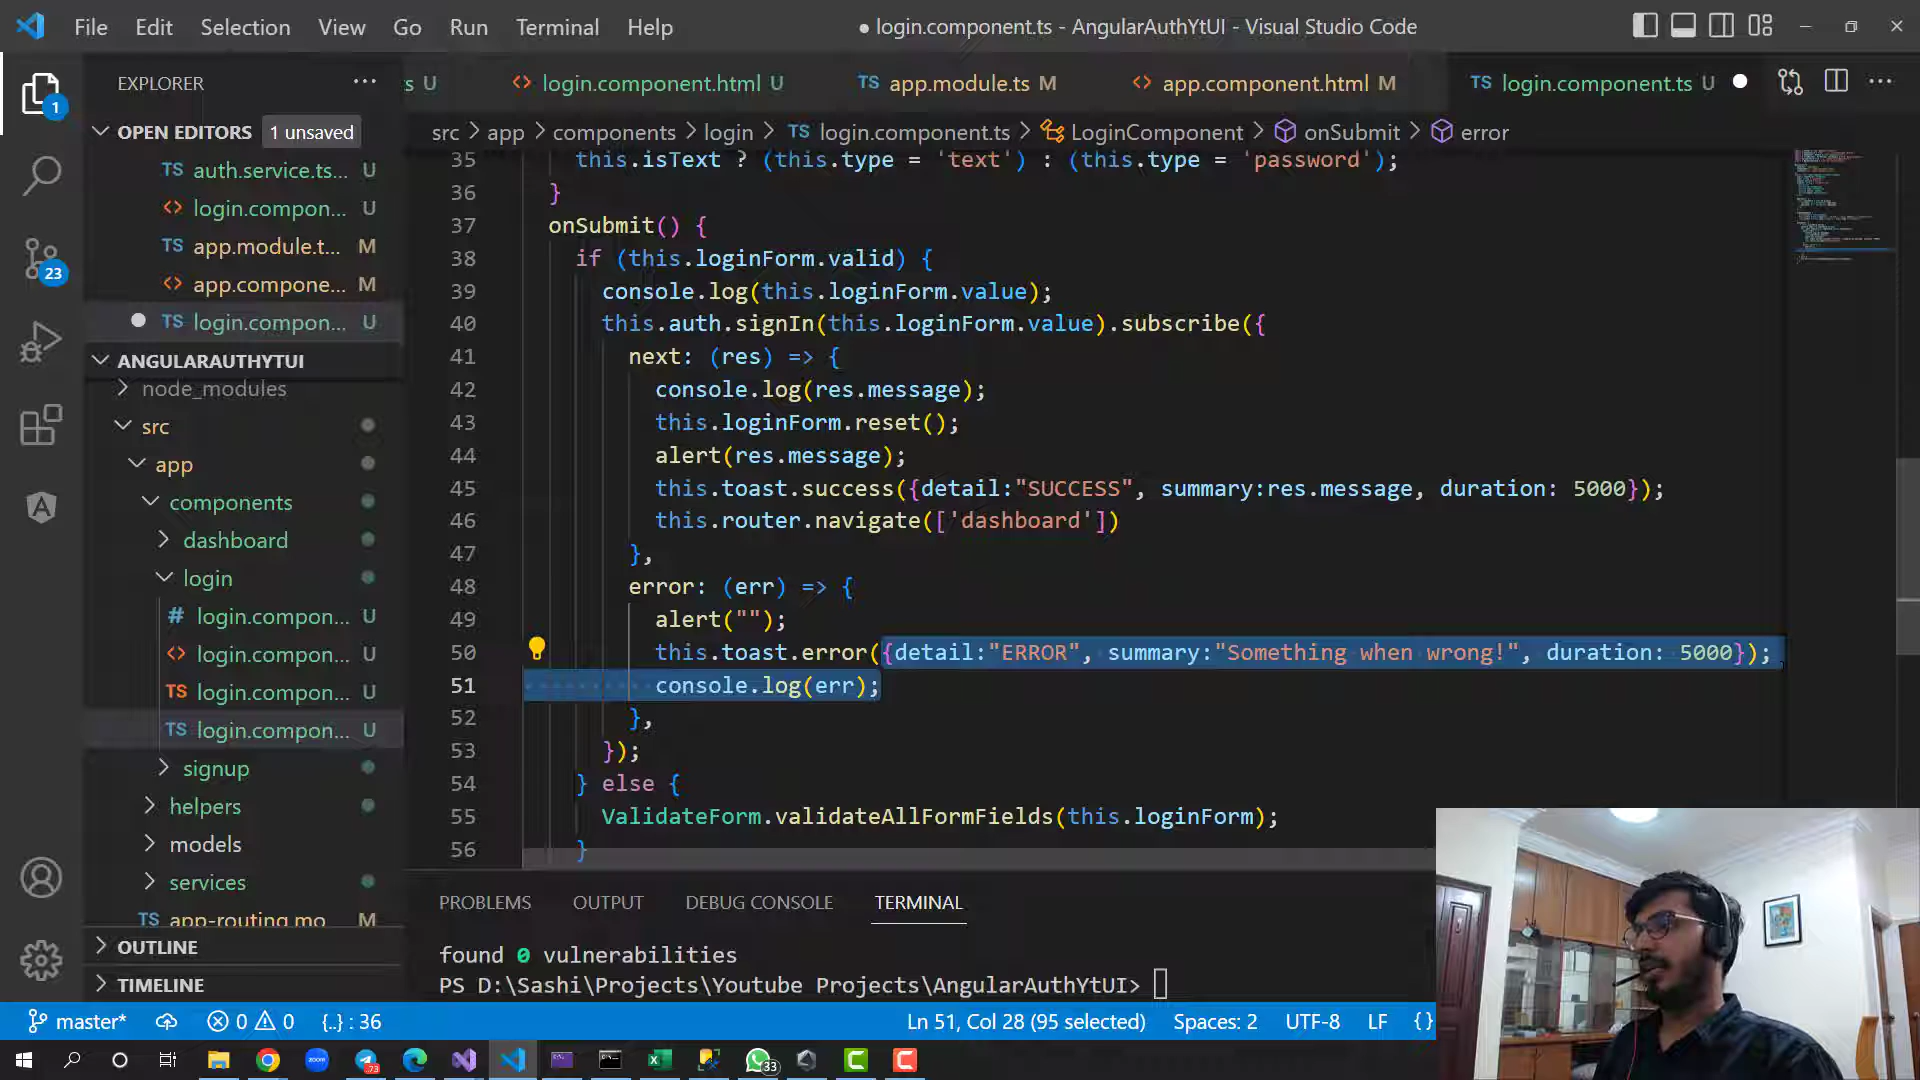 File Edit Selection View Go Run Terminal Help
● login.component.ts - AngularAuthYtUI - Visual Studio Code
EXPLORER ...
s U
<> login.component.html U
TS app.module.ts M
<> app.component.html M
TS login.component.ts U
1
OPEN EDITORS 1 unsaved
src > app > components > login > TS login.component.ts > LoginComponent > onSubmit > error
TS auth.service.ts... U
<> login.compon... U
TS app.module.t... M
<> app.compone... M
TS login.compon... U
ANGULARAUTHYTUI
node_modules
src
app
components
dashboard
login
# login.compon... U
<> login.compon... U
TS login.compon... U
TS login.compon... U
signup
helpers
models
services
TS app-routing.mo M
OUTLINE
TIMELINE
23
35 this.isText ? (this.type = 'text') : (this.type = 'password');
36 }
37 onSubmit() {
38 if (this.loginForm.valid) {
39 console.log(this.loginForm.value);
40 this.auth.signIn(this.loginForm.value).subscribe({
41 next: (res) => {
42 console.log(res.message);
43 this.loginForm.reset();
44 alert(res.message);
45 this.toast.success({detail:"SUCCESS", summary:res.message, duration: 5000});
46 this.router.navigate(['dashboard'])
47 },
48 error: (err) => {
49 alert("");
50 this.toast.error({detail:"ERROR", summary:"Something when wrong!", duration: 5000});
51 console.log(err);
52 },
53 });
54 } else {
55 ValidateForm.validateAllFormFields(this.loginForm);
56 }
PROBLEMS OUTPUT DEBUG CONSOLE TERMINAL
found 0 vulnerabilities
PS D:\Sashi\Projects\Youtube Projects\AngularAuthYtUI>
master* 0 0 {..} : 36
Ln 51, Col 28 (95 selected) Spaces: 2 UTF-8 LF {}
zoom 73 33